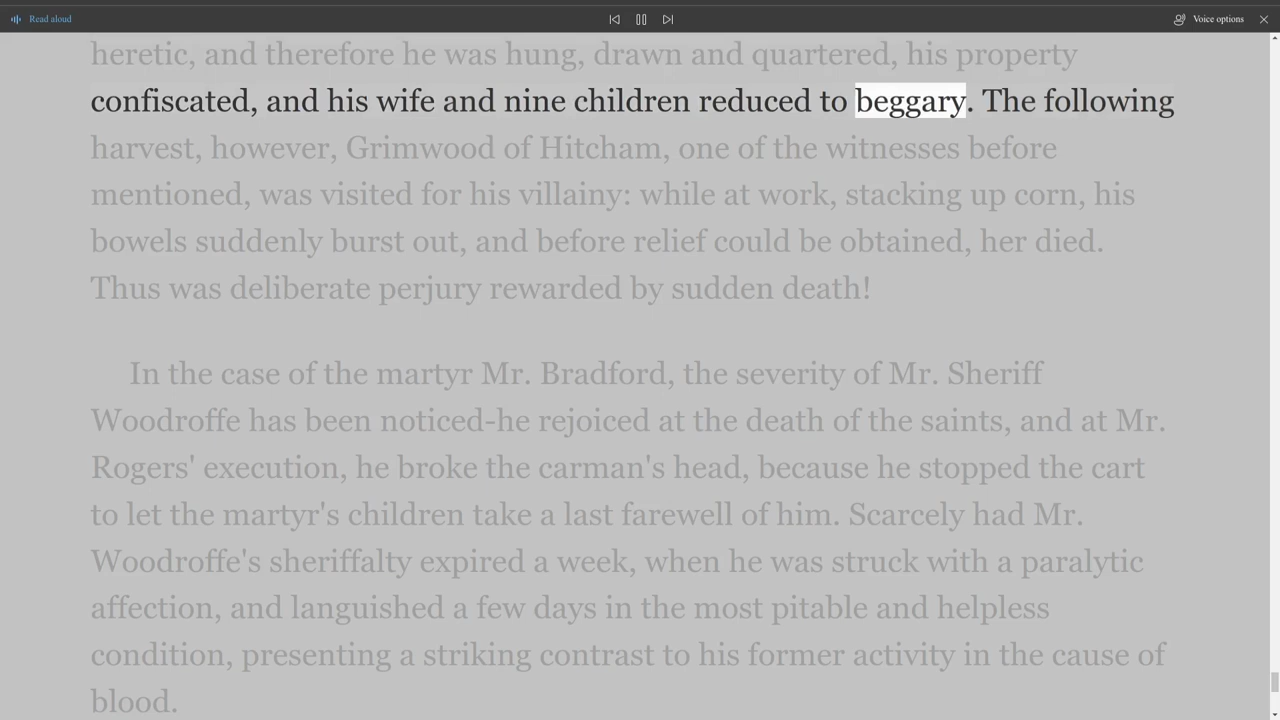 Read aloud
Voice options
heretic, and therefore he was hung, drawn and quartered, his property
confiscated, and his wife and nine children reduced to beggary. The following
harvest, however, Grimwood of Hitcham, one of the witnesses before
mentioned, was visited for his villainy: while at work, stacking up corn, his
bowels suddenly burst out, and before relief could be obtained, her died.
Thus was deliberate perjury rewarded by sudden death!
In the case of the martyr Mr. Bradford, the severity of Mr. Sheriff
Woodroffe has been noticed-he rejoiced at the death of the saints, and at Mr.
Rogers' execution, he broke the carman's head, because he stopped the cart
to let the martyr's children take a last farewell of him. Scarcely had Mr.
Woodroffe's sheriffalty expired a week, when he was struck with a paralytic
affection, and languished a few days in the most pitable and helpless
condition, presenting a striking contrast to his former activity in the cause of
blood.